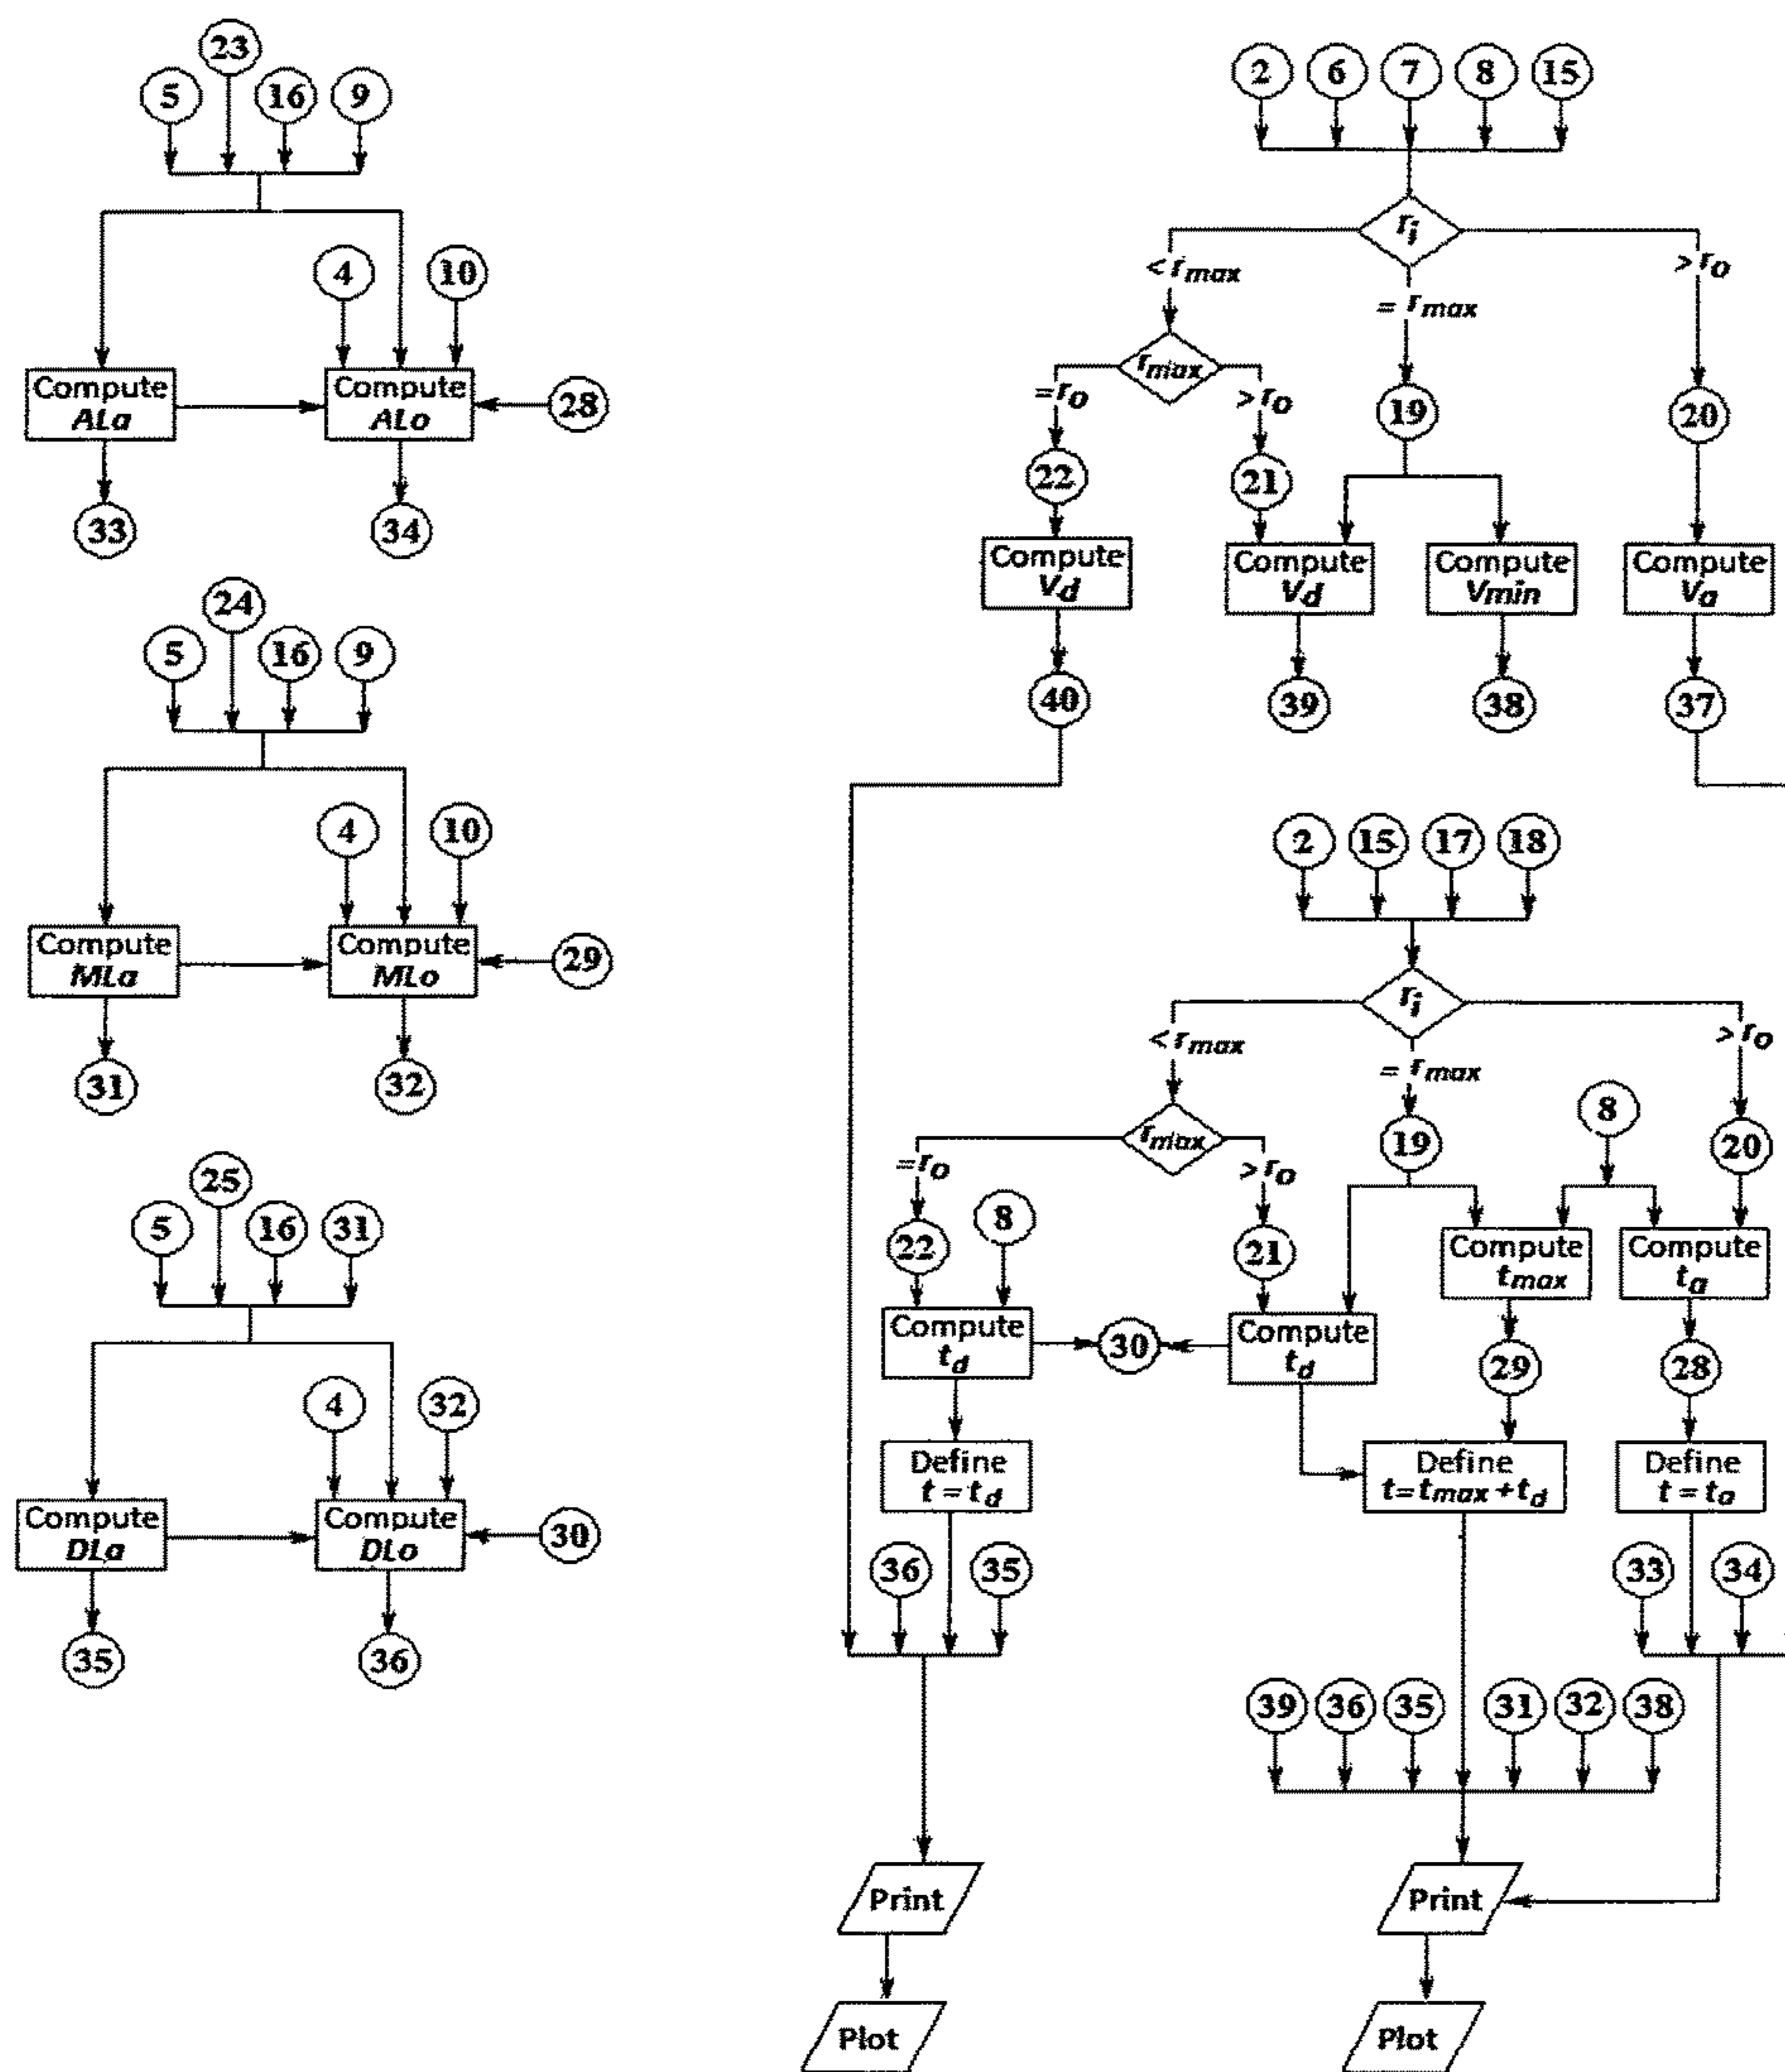 23
5
16
9
4
10
Compute
ALa
Compute
ALo
28
33
34
24
5
16
9
4
10
Compute
MLa
Compute
MLo
29
31
32
25
5
16
31
4
32
Compute
DLa
Compute
DLo
30
35
36
2
6
7
8
15
ri
< rmax
= rmax
> ro
rmax
=ro
>ro
19
20
22
21
Compute
Vd
Compute
Vd
Compute
Vmin
Compute
Va
40
39
38
37
2
15
17
18
ri
< rmax
= rmax
> ro
rmax
=ro
> ro
19
8
20
22
8
21
Compute
tmax
Compute
ta
Compute
td
30
Compute
td
29
28
Define
t = td
Define
t=tmax+td
Define
t = ta
36
35
33
34
39
36
35
31
32
38
Print
Print
Plot
Plot